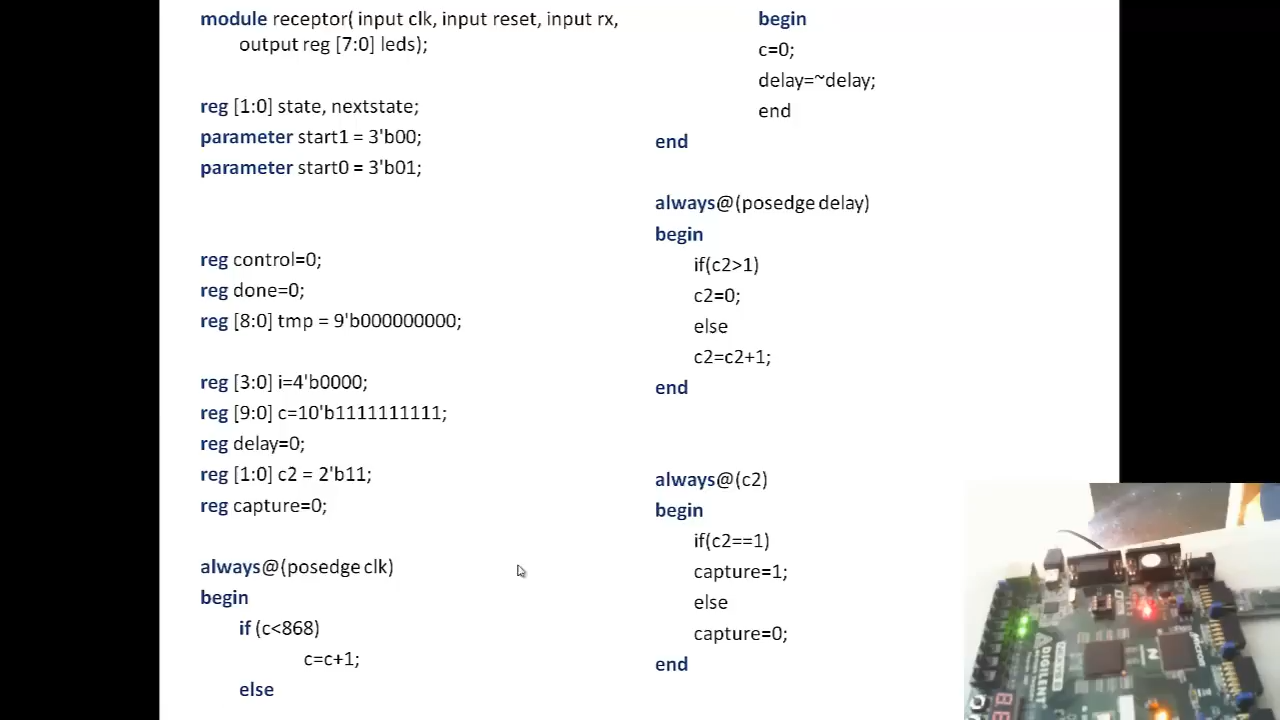 module receptor( input clk, input reset, input rx,
output reg [7:0] leds);
reg [1:0] state, nextstate;
parameter start1 = 3'b00;
parameter start0 = 3'b01;
reg control=0;
reg done=0;
reg [8:0] tmp = 9'b000000000;
reg [3:0] i=4'b0000;
reg [9:0] c=10'b1111111111;
reg delay=0;
reg [1:0] c2 = 2'b11;
reg capture=0;
always@(posedge clk)
begin
if (c<868)
c=c+1;
else
begin
c=0;
delay=~delay;
end
end
always@(posedge delay)
begin
if(c2>1)
c2=0;
else
c2=c2+1;
end
always@(c2)
begin
if(c2==1)
capture=1;
else
capture=0;
end
DIGILENT